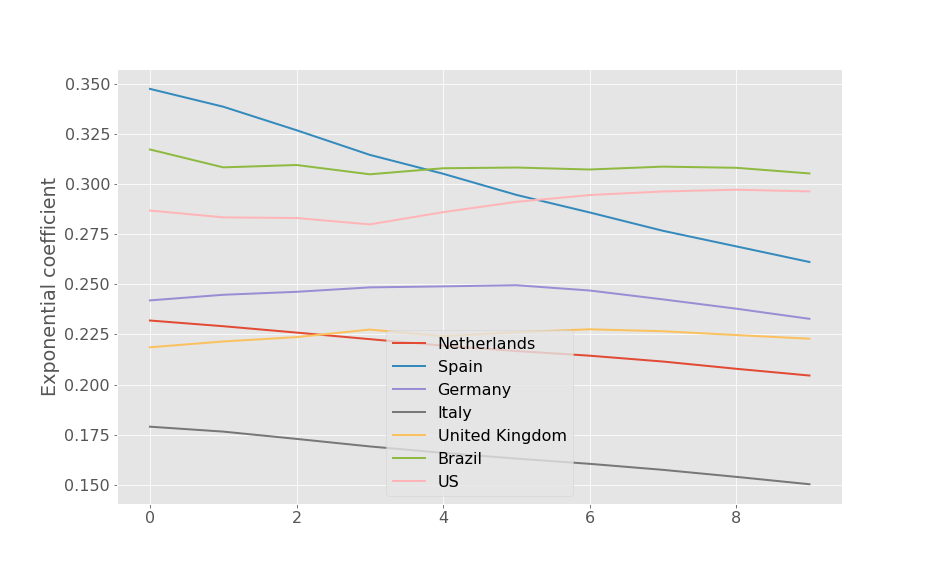 Exponential coefficient
0.350
0.325
0.300
0.275
0.250
0.225
0.200
0.175
0.150
0
2
4
6
8
Netherlands
Spain
Germany
Italy
United Kingdom
Brazil
US